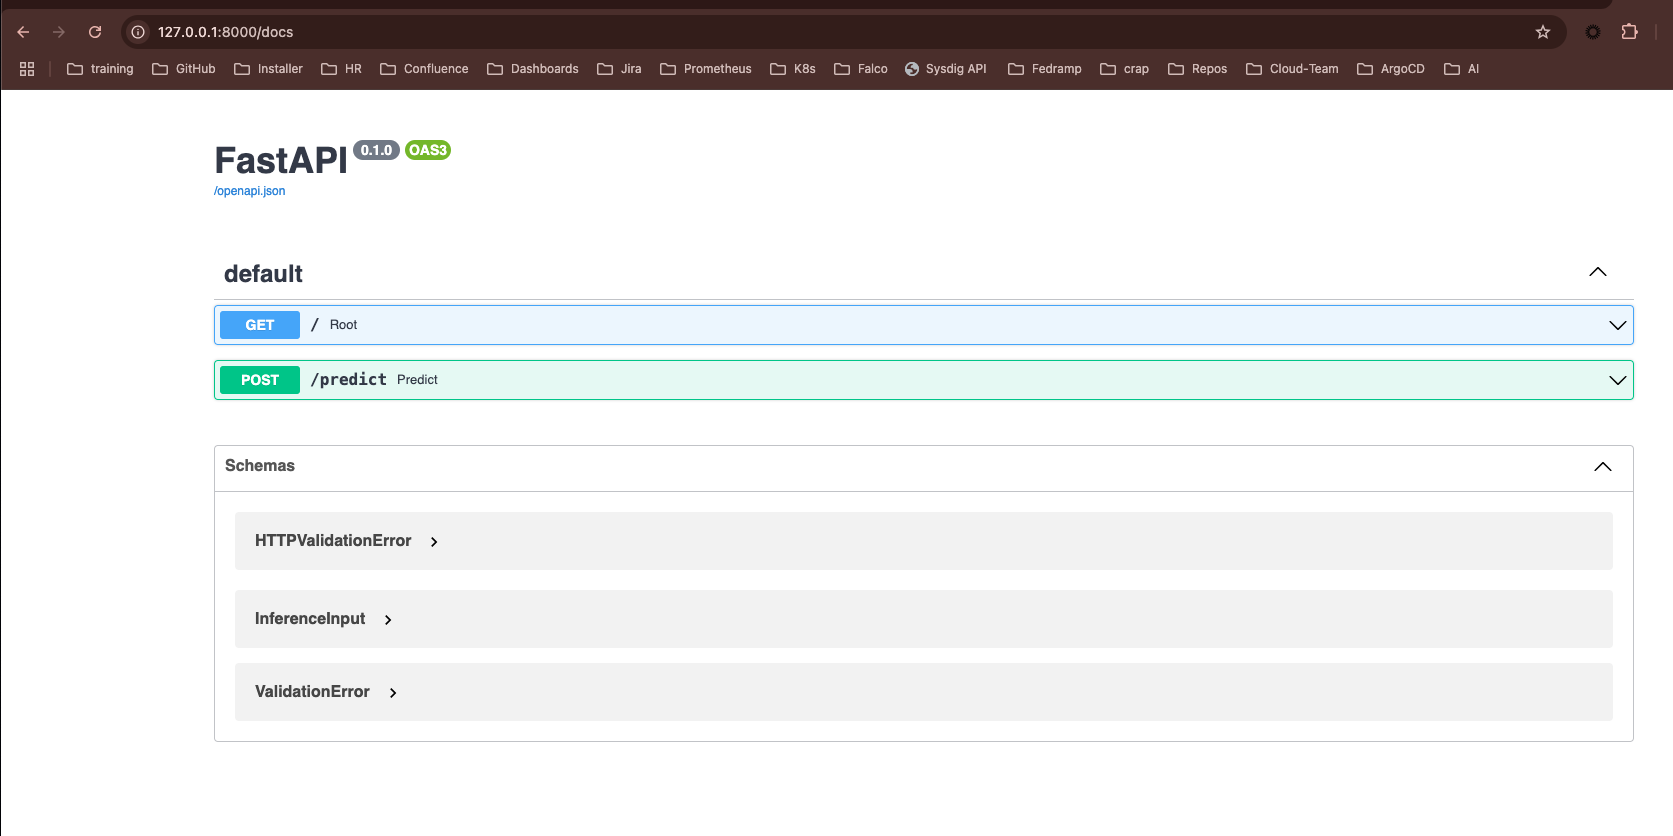 127.0.0.1:8000/docs
training GitHub Installer HR Confluence Dashboards Jira Prometheus K8s Falco Sysdig API Fedramp crap Repos Cloud-Team ArgoCD AI
FastAPI 0.1.0 OAS3
/openapi.json
default
GET / Root
POST /predict Predict
Schemas
HTTPValidationError
InferenceInput
ValidationError